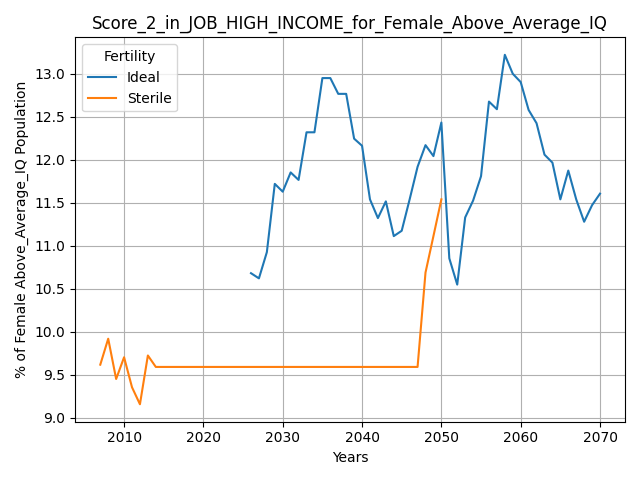 Score_2_in_JOB_HIGH_INCOME_for_Female_Above_Average_IQ
Fertility
Ideal
Sterile
% of Female Above_Average_IQ Population
13.0
12.5
12.0
11.5
11.0
10.5
10.0
9.5
9.0
2010 2020 2030 2040 2050 2060 2070
Years